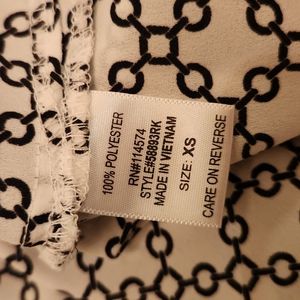 100% POLYESTER
RN#114574
STYLE#58893RK
MADE IN VIETNAM
SIZE: XS
CARE ON REVERSE